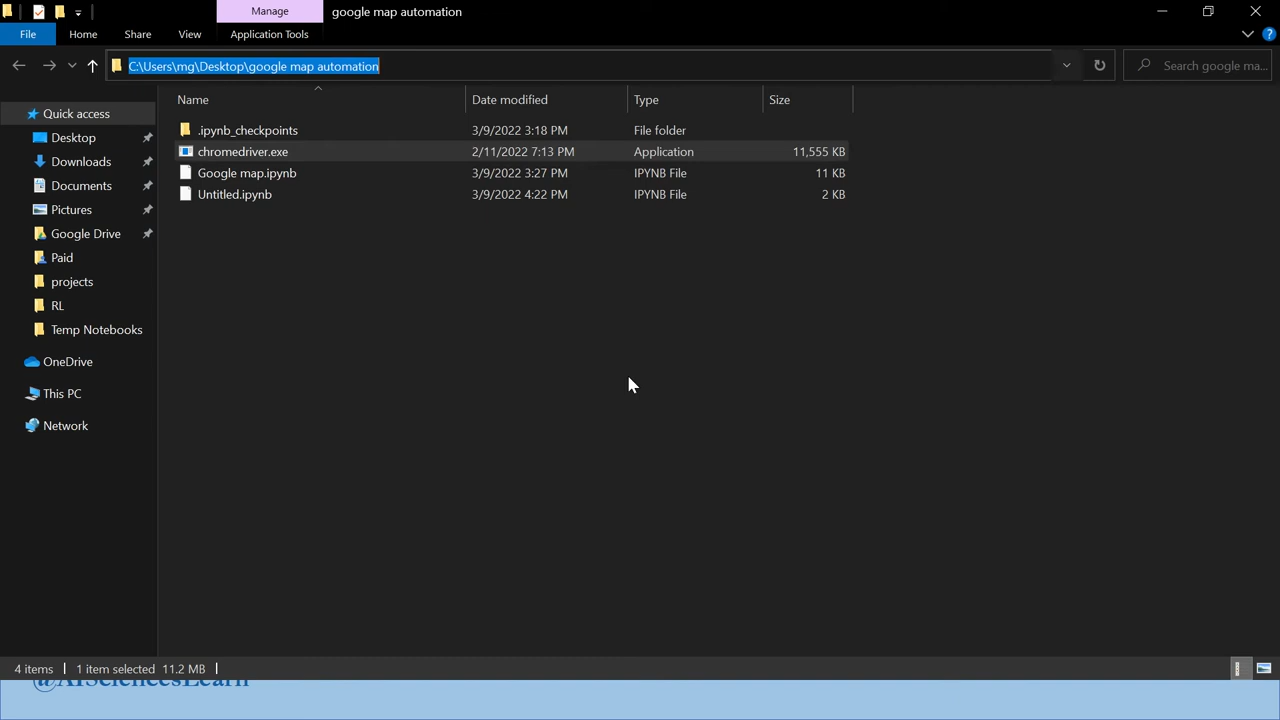 Manage
google map automation
File
Home
Share
View
Application Tools
C:\Users\mg\Desktop\google map automation
Search google ma...
Name
Date modified
Type
Size
Quick access
Desktop
Downloads
Documents
Pictures
Google Drive
Paid
projects
RL
Temp Notebooks
OneDrive
This PC
Network
.ipynb_checkpoints 3/9/2022 3:18 PM File folder
chromedriver.exe 2/11/2022 7:13 PM Application 11,555 KB
Google map.ipynb 3/9/2022 3:27 PM IPYNB File 11 KB
Untitled.ipynb 3/9/2022 4:22 PM IPYNB File 2 KB
4 items
1 item selected 11.2 MB
@AISciencesLearn